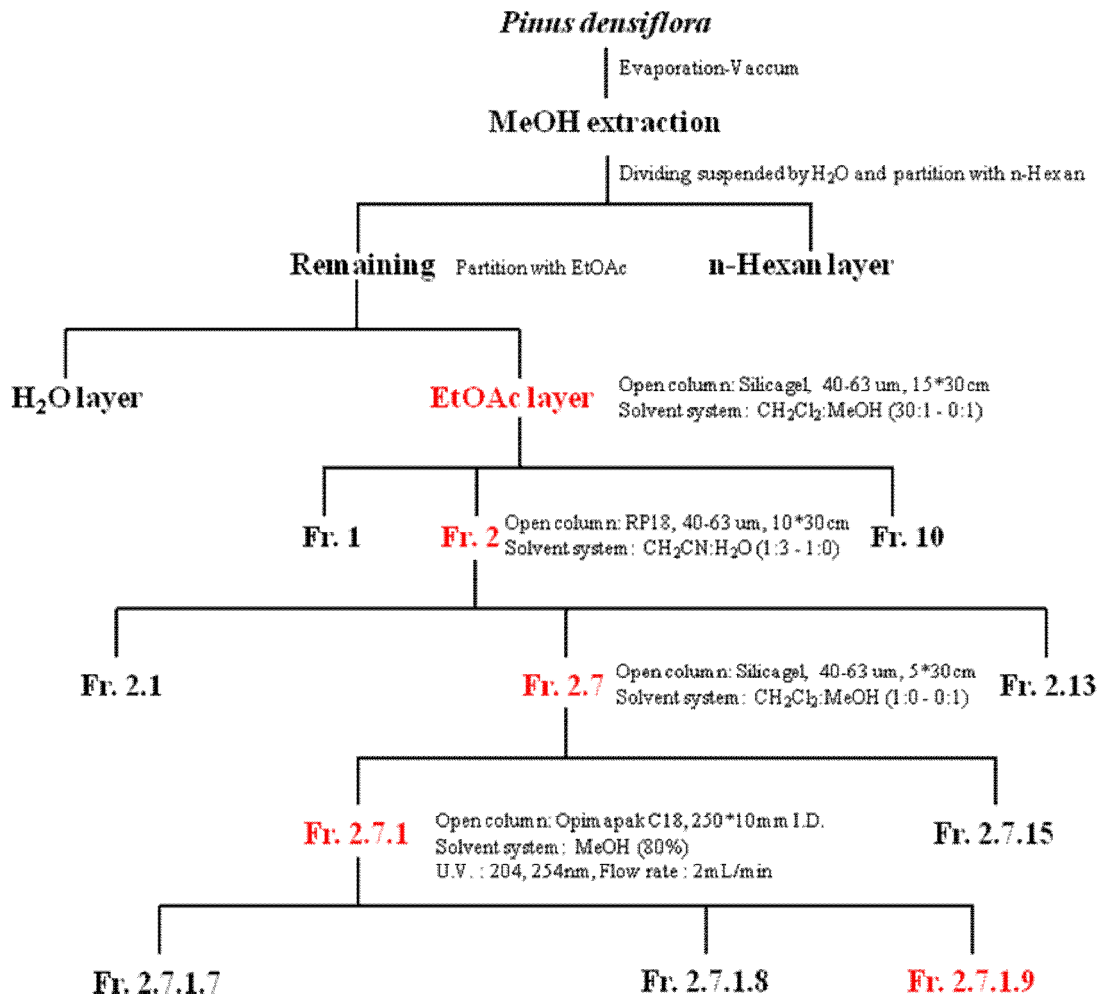 Pinus densiflora
Evaporation-Vaccum
MeOH extraction
Dividing suspended by H₂O and partition with n-Hexan
Remaining
Partition with EtOAc
n-Hexan layer
H₂O layer
EtOAc layer
Open column: Silicagel, 40-63 um, 15*30cm
Solvent system : CH₂Cl₂:MeOH (30:1 - 0:1)
Fr. 1
Fr. 2
Open column: RP18, 40-63 um, 10*30cm
Solvent system : CH₂CN:H₂O (1:3 - 1:0)
Fr. 10
Fr. 2.1
Fr. 2.7
Open column: Silicagel, 40-63 um, 5*30cm
Solvent system : CH₂Cl₂:MeOH (1:0 - 0:1)
Fr. 2.13
Fr. 2.7.1
Open column: Opimapak C18, 250*10mm I.D.
Solvent system : MeOH (80%)
U.V. : 204, 254nm, Flow rate : 2mL/min
Fr. 2.7.15
Fr. 2.7.1.7
Fr. 2.7.1.8
Fr. 2.7.1.9